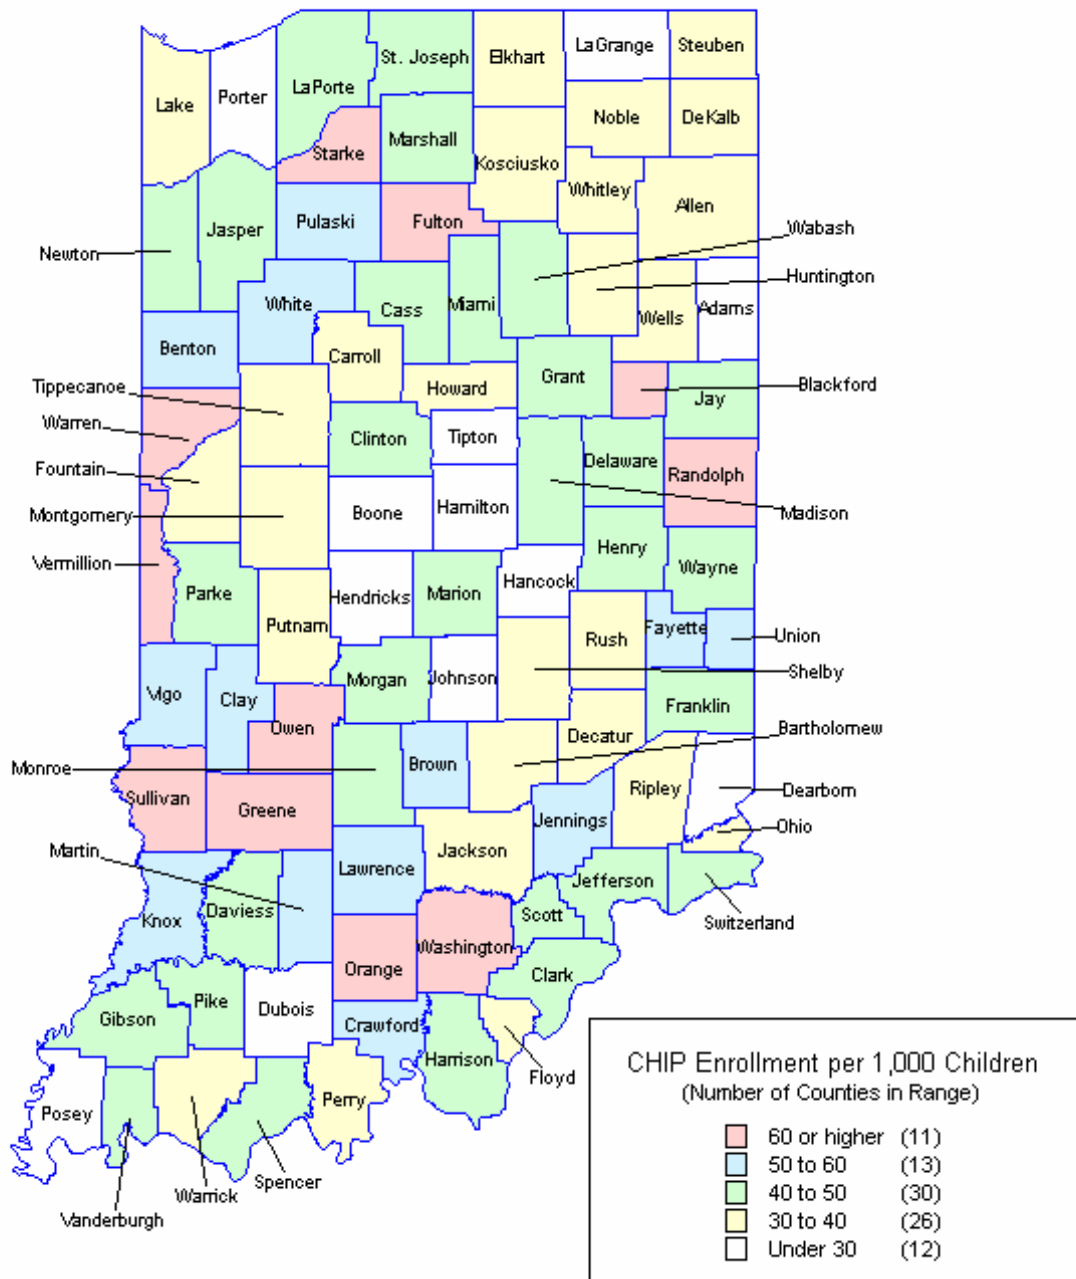 LaGrange
Steuben
St. Joseph
Elkhart
LaPorte
Porter
Lake
Noble
DeKalb
Marshall
Starke
Kosciusko
Whitley
Allen
Pulaski
Fulton
Jasper
Wabash
Newton
Huntington
White
Miami
Cass
Adams
Wells
Benton
Carroll
Grant
Tippecanoe
Howard
Blackford
Jay
Warren
Clinton
Tipton
Delaware
Fountain
Randolph
Hamilton
Boone
Montgomery
Madison
Henry
Vermillion
Wayne
Hancock
Parke
Hendricks
Marion
Putnam
Fayette
Union
Rush
Shelby
Johnson
Morgan
Vigo
Clay
Franklin
Owen
Bartholomew
Decatur
Monroe
Brown
Ripley
Dearborn
Sullivan
Greene
Jennings
Ohio
Martin
Jackson
Lawrence
Jefferson
Daviess
Scott
Knox
Switzerland
Washington
Orange
Clark
Pike
Dubois
Gibson
Crawford
Harrison
Floyd
Perry
Posey
Spencer
Warrick
Vanderburgh
CHIP Enrollment per 1,000 Children
(Number of Counties in Range)
60 or higher (11)
50 to 60 (13)
40 to 50 (30)
30 to 40 (26)
Under 30 (12)